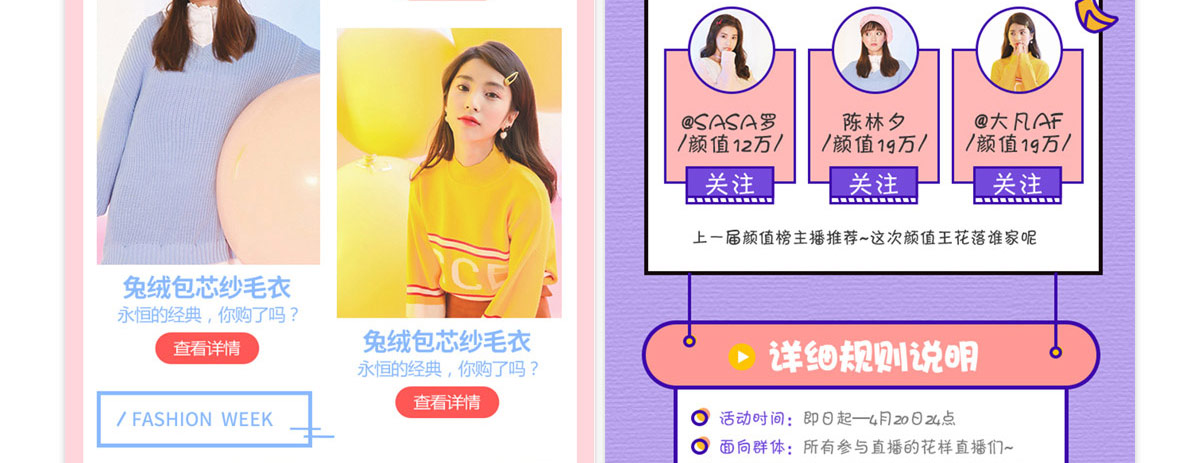 兔绒包芯纱毛衣
永恒的经典，你购了吗？
查看详情
/ FASHION WEEK
CE
兔绒包芯纱毛衣
永恒的经典，你购了吗？
查看详情
@SASA罗
/颜值12万/
关注
陈林夕
/颜值19万/
关注
@大凡AF
/颜值19万/
关注
上一届颜值榜主播推荐~这次颜值王花落谁家呢
详细规则说明
活动时间：即日起—4月20日24点
面向群体：所有参与直播的花样直播们~